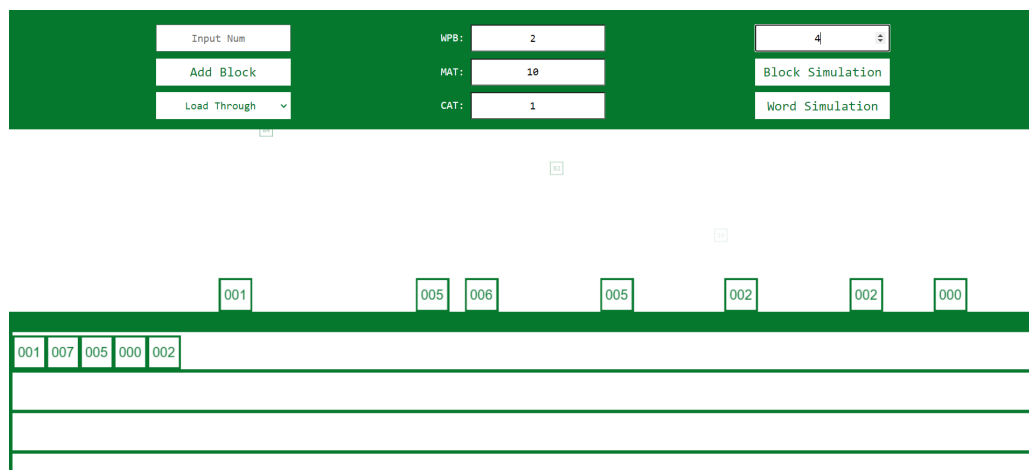 Input Num WPB: 2 4
Add Block MAT: 10 Block Simulation
Load Through CAT: 1 Word Simulation
001 005 006 005 002 002 000
001 007 005 000 002